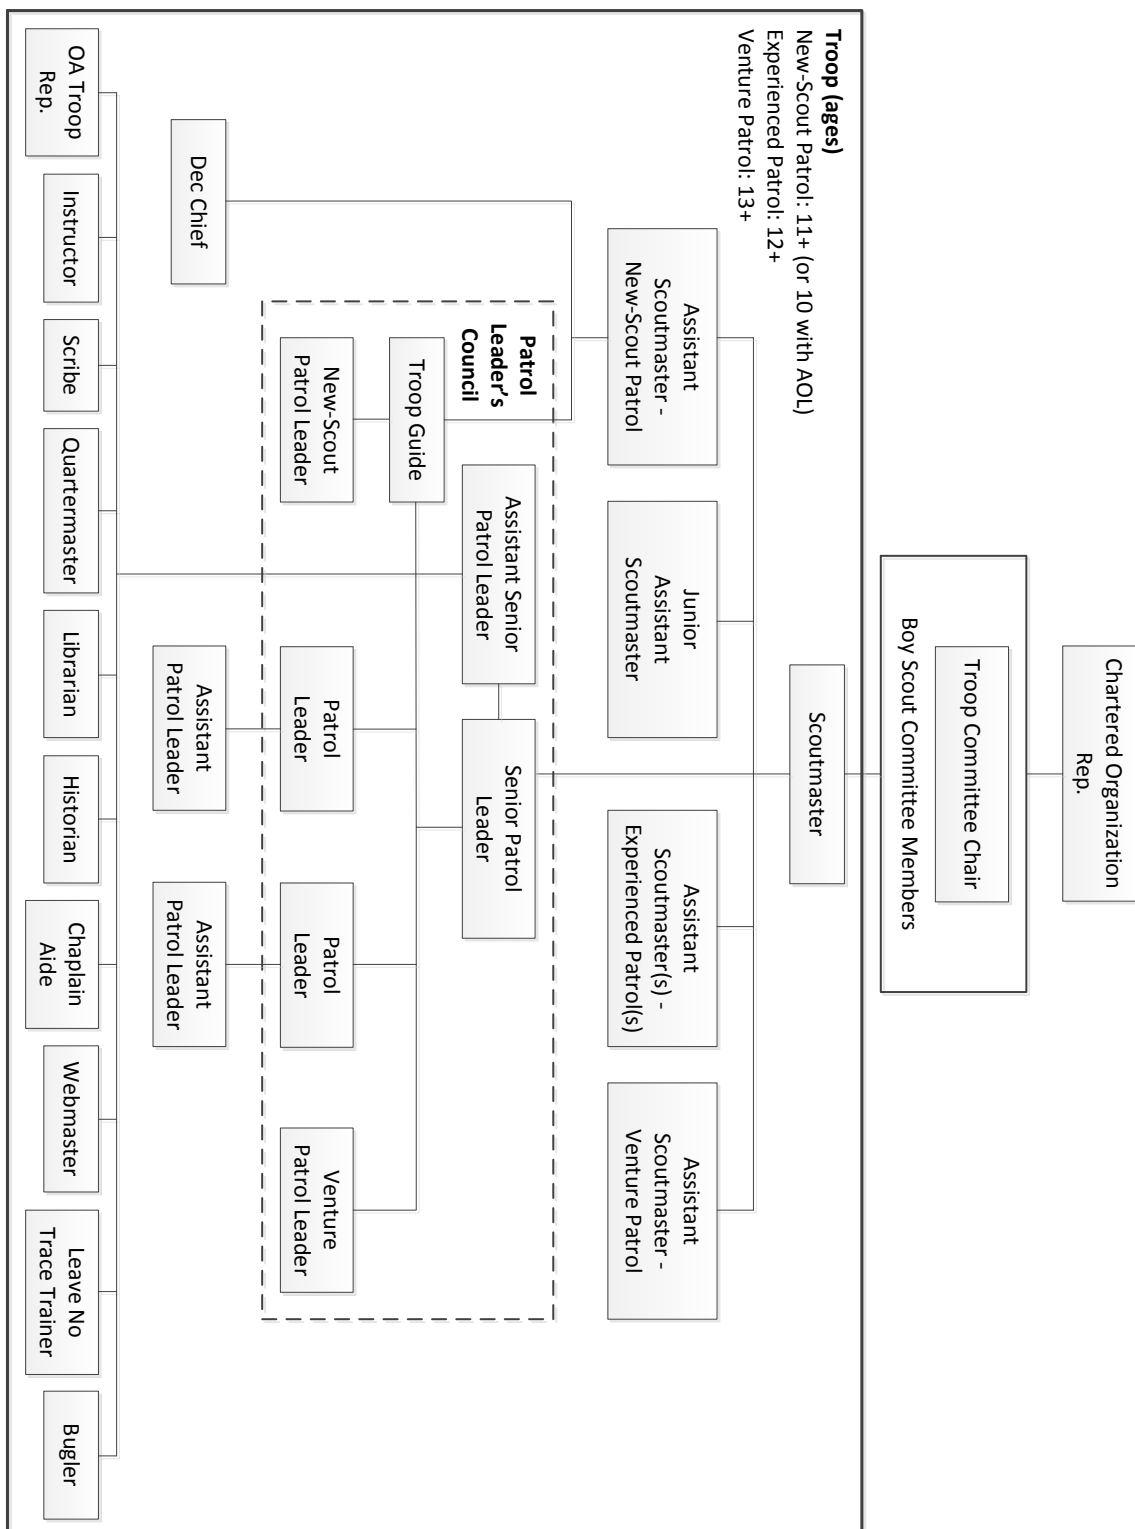 Chartered Organization
Rep.
Troop Committee Chair
Boy Scout Committee Members
Scoutmaster
Troop (ages)
New-Scout Patrol: 11+ (or 10 with AOL)
Experienced Patrol: 12+
Venture Patrol: 13+
Assistant
Scoutmaster -
New-Scout Patrol
Junior
Assistant
Scoutmaster
Assistant
Scoutmaster(s) -
Experienced Patrol(s)
Assistant
Scoutmaster -
Venture Patrol
Patrol
Leader’s
Council
Assistant Senior
Patrol Leader
Senior Patrol
Leader
Troop Guide
New-Scout
Patrol Leader
Patrol
Leader
Patrol
Leader
Venture
Patrol Leader
Dec Chief
Assistant
Patrol Leader
Assistant
Patrol Leader
OA Troop
Rep.
Instructor
Scribe
Quartermaster
Librarian
Historian
Chaplain
Aide
Webmaster
Leave No
Trace Trainer
Bugler